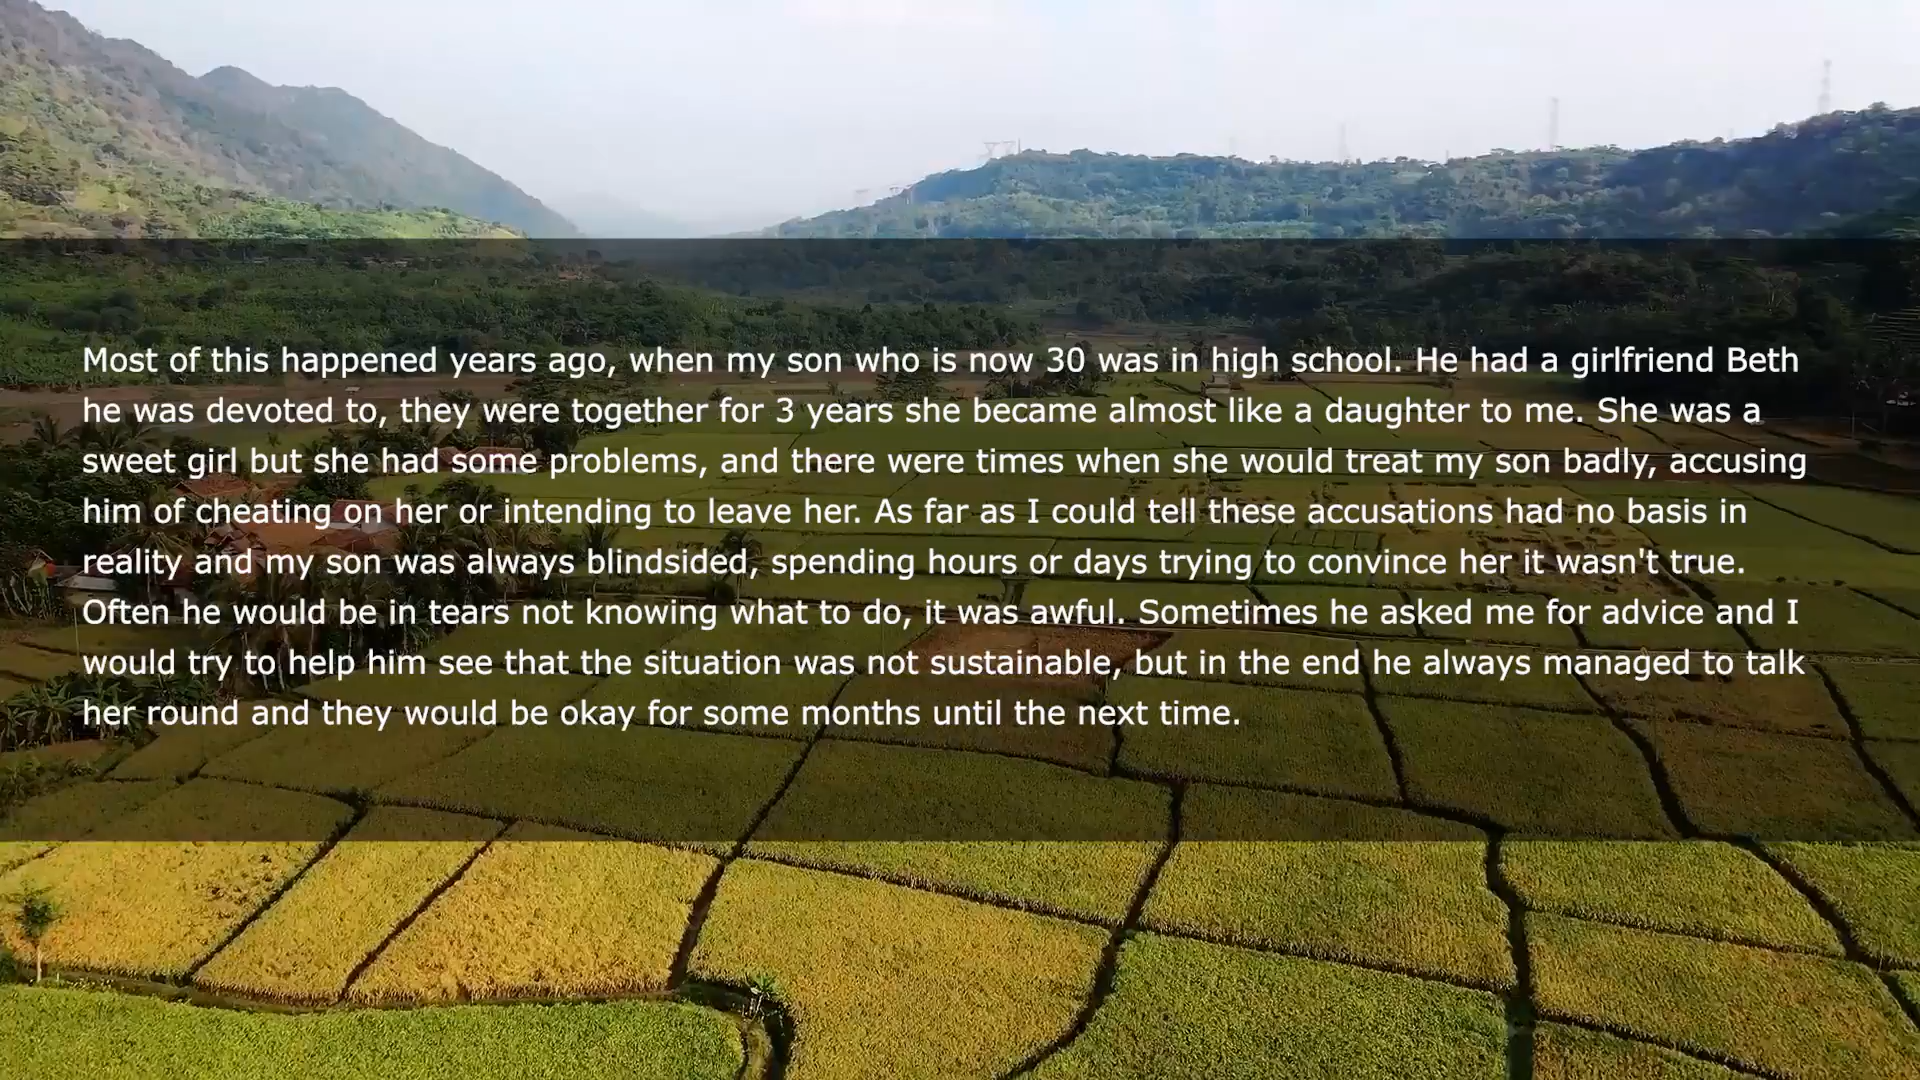 Most of this happened years ago, when my son who is now 30 was in high school. He had a girlfriend Beth
he was devoted to, they were together for 3 years she became almost like a daughter to me. She was a
sweet girl but she had some problems, and there were times when she would treat my son badly, accusing
him of cheating on her or intending to leave her. As far as I could tell these accusations had no basis in
reality and my son was always blindsided, spending hours or days trying to convince her it wasn't true.
Often he would be in tears not knowing what to do, it was awful. Sometimes he asked me for advice and I
would try to help him see that the situation was not sustainable, but in the end he always managed to talk
her round and they would be okay for some months until the next time.